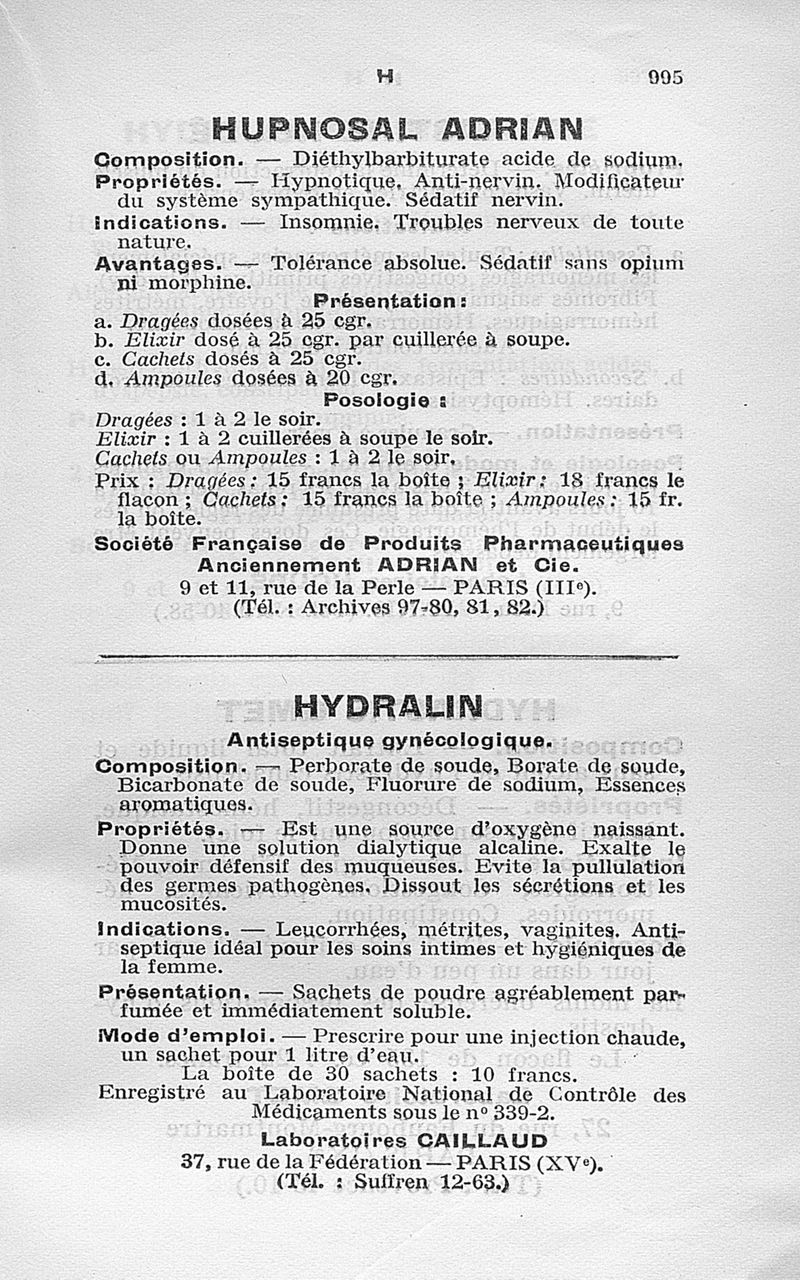 H 995
HUPNOSAL ADRIAN
Composition. — Diéthylbarbiturate acide de sodium.
Propriétés. — Hypnotique. Anti-nervin. Modificateur
du système sympathique. Sédatif nervin.
Indications. — Insomnie. Troubles nerveux de toute
nature.
Avantages. — Tolérance absolue. Sédatif sans opium
ni morphine.
Présentation :
a. Dragées dosées à 25 cgr.
b. Elixir dosé à 25 cgr. par cuillerée à soupe.
c. Cachets dosés à 25 cgr.
d. Ampoules dosées à 20 cgr.
Posologie :
Dragées : 1 à 2 le soir.
Elixir : 1 à 2 cuillerées à soupe le soir.
Cachets ou Ampoules : 1 à 2 le soir.
Prix : Dragées : 15 francs la boîte ; Elixir : 18 francs le
flacon ; Cachets : 15 francs la boîte ; Ampoules : 15 fr.
la boîte.
Société Française de Produits Pharmaceutiques
Anciennement ADRIAN et Cie.
9 et 11, rue de la Perle — PARIS (IIIe).
(Tél. : Archives 97-80, 81, 82.)
HYDRALIN
Antiseptique gynécologique.
Composition. — Perborate de soude, Borate de soude,
Bicarbonate de soude, Fluorure de sodium, Essences
aromatiques.
Propriétés. — Est une source d'oxygène naissant.
Donne une solution dialytique alcaline. Exalte le
pouvoir défensif des muqueuses. Evite la pullulation
des germes pathogènes. Dissout les sécrétions et les
mucosités.
Indications. — Leucorrhées, métrites, vaginites. Anti-
septique idéal pour les soins intimes et hygiéniques de
la femme.
Présentation. — Sachets de poudre agréablement par-
fumée et immédiatement soluble.
Mode d'emploi. — Prescrire pour une injection chaude,
un sachet pour 1 litre d'eau.
La boîte de 30 sachets : 10 francs.
Enregistré au Laboratoire National de Contrôle des
Médicaments sous le no 339-2.
Laboratoires CAILLAUD
37, rue de la Fédération — PARIS (XVe).
(Tél. : Suffren 12-63.)